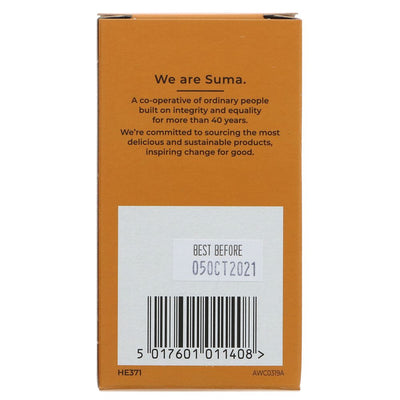 We are Suma.
A co-operative of ordinary people
built on integrity and equality
for more than 40 years.
We're committed to sourcing the most
delicious and sustainable products,
inspiring change for good.
BEST BEFORE
05OCT2021
5 017601 011408 >
HE371
AWC0319A